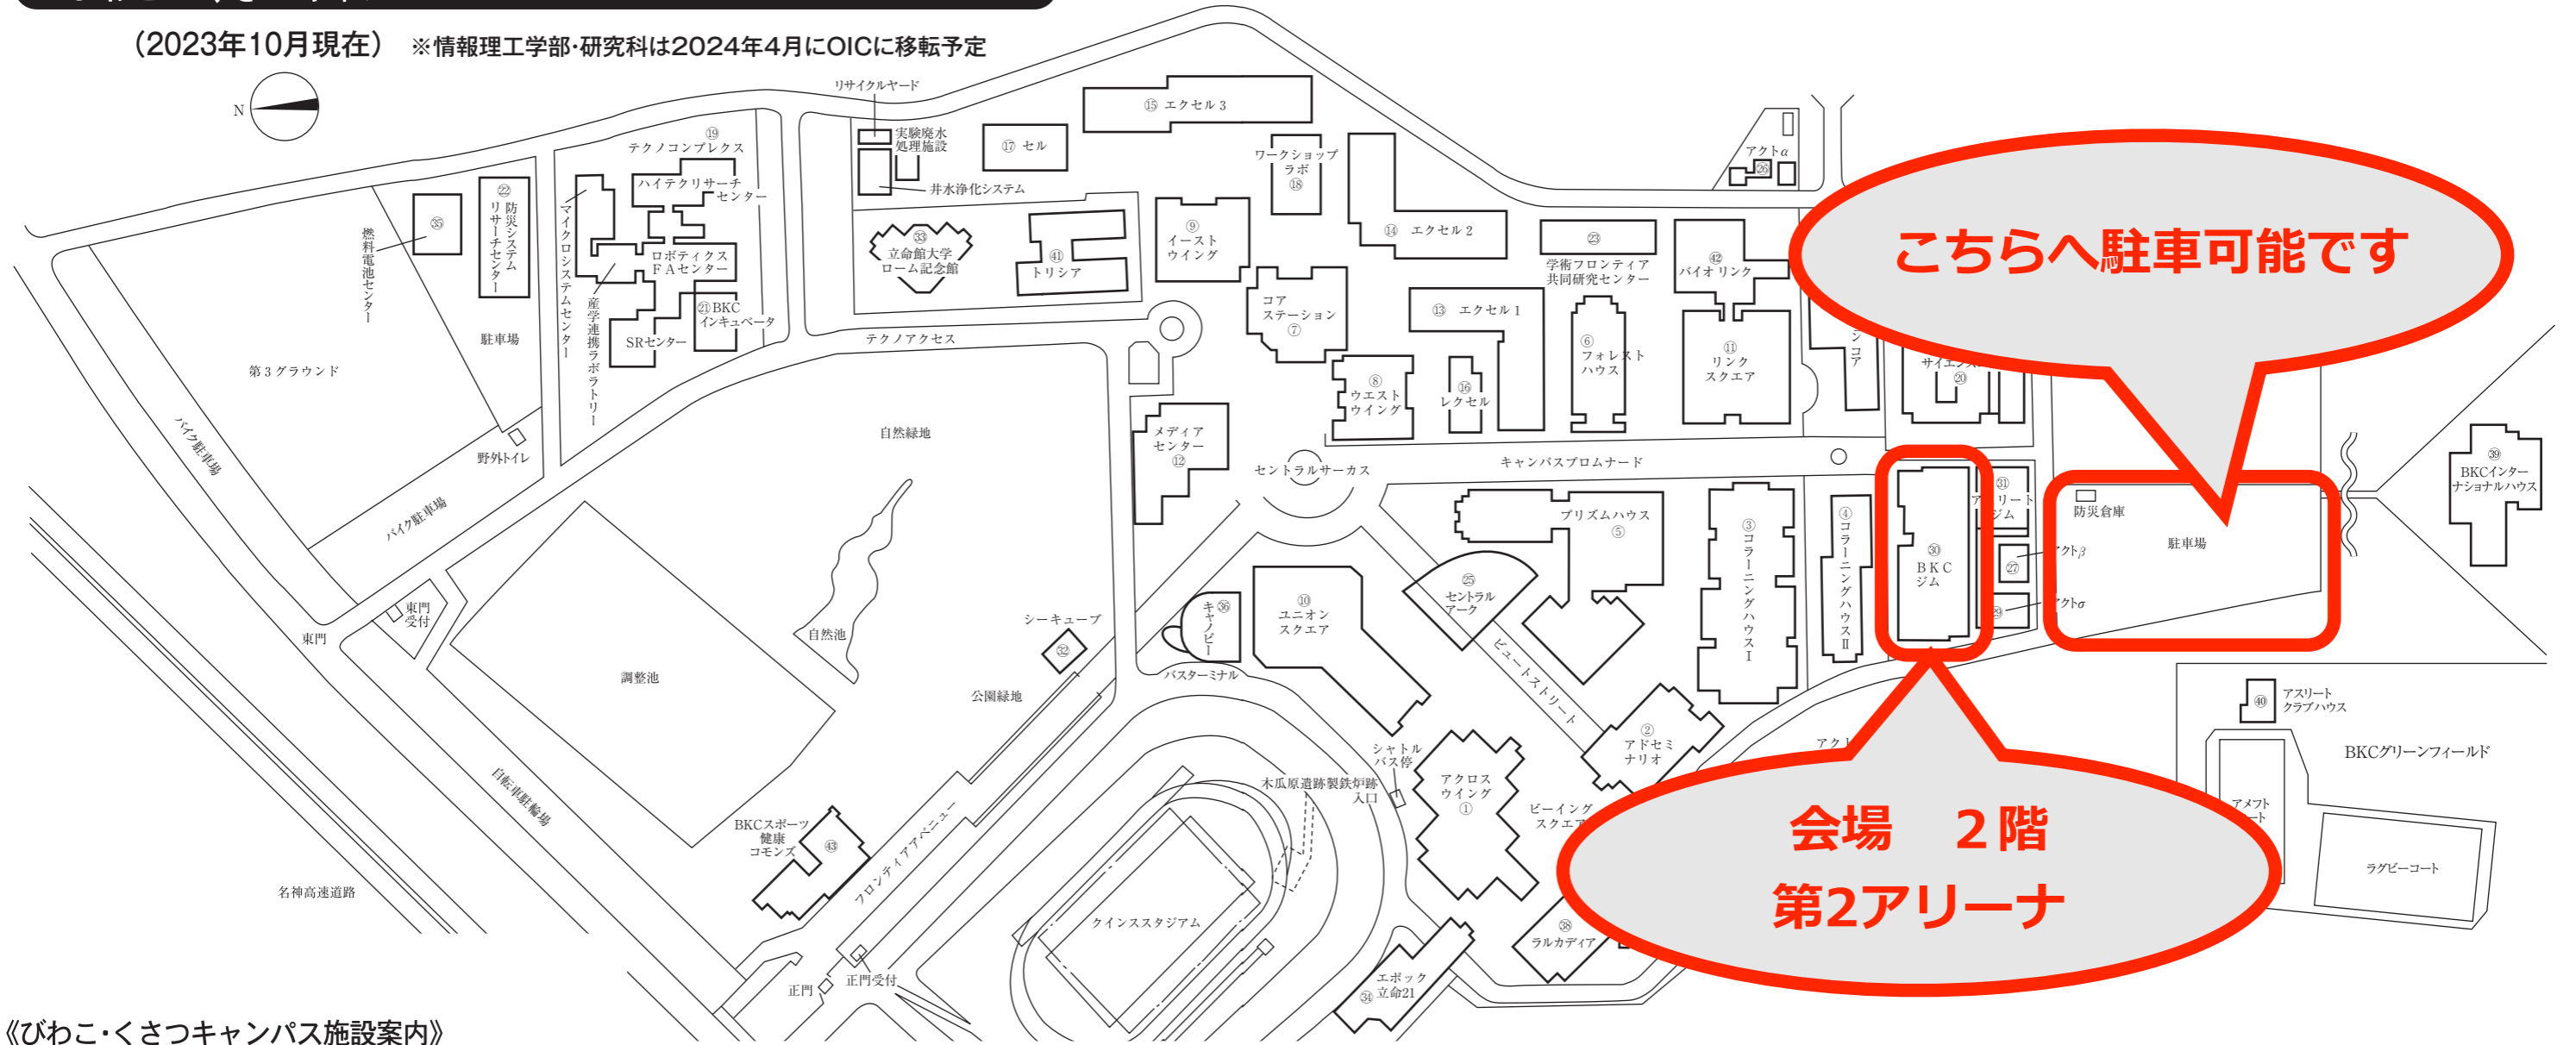 （2023年10月現在） ※情報理工学部・研究科は2024年4月にOICに移転予定
N
リサイクルヤード
実験廃水
処理施設
井水浄化システム
⑰ セル
⑮ エクセル 3
ワークショップ
ラボ
⑱
⑭ エクセル 2
アクトα
㉖
こちらへ駐車可能です
⑲
テクノコンプレクス
ハイテクリサーチ
センター
マイクロシステムセンター
ロボティクス
FAセンター
産学連携ラボラトリー
㉑BKC
インキュベータ
SRセンター
㉒
防災システム
リサーチセンター
㉟
燃料電池センター
駐車場
第3グラウンド
バイク駐車場
バイク駐車場
野外トイレ
㉝
立命館大学
ローム記念館
㊶
トリシア
⑨
イースト
ウイング
コア
ステーション
⑦
⑬ エクセル 1
㉓
学術フロンティア
共同研究センター
㊷
バイオ リンク
⑥
フォレスト
ハウス
⑪
リンク
スクエア
⑧
ウエスト
ウイング
⑯
レクセル
⑳
テクノアクセス
自然緑地
メディア
センター
⑫
セントラルサーカス
キャンパスプロムナード
プリズムハウス
⑤
③コラーニングハウスⅠ
④コラーニングハウスⅡ
㉚
BKC
ジム
㉛
㉗
防災倉庫
駐車場
㊴
BKCインター
ナショナルハウス
東門
東門
受付
調整池
自然池
シーキューブ
㉜
公園緑地
㊱
キャノピー
バスターミナル
⑩
ユニオン
スクエア
㉕
セントラル
アーク
ビュートストリート
②
アドセミ
ナリオ
シャトル
バス停
木瓜原遺跡製鉄炉跡
入口
アクロス
ウイング
①
ビーイング
スクエア
㊵
アスリート
クラブハウス
BKCグリーンフィールド
ラグビーコート
会場　２階
第2アリーナ
自転車駐輪場
BKCスポーツ
健康
コモンズ
㊸
フロンティアアベニュー
名神高速道路
クインススタジアム
㊳
ラルカディア
エポック
立命21
㉞
正門
正門受付
《びわこ・くさつキャンパス施設案内》